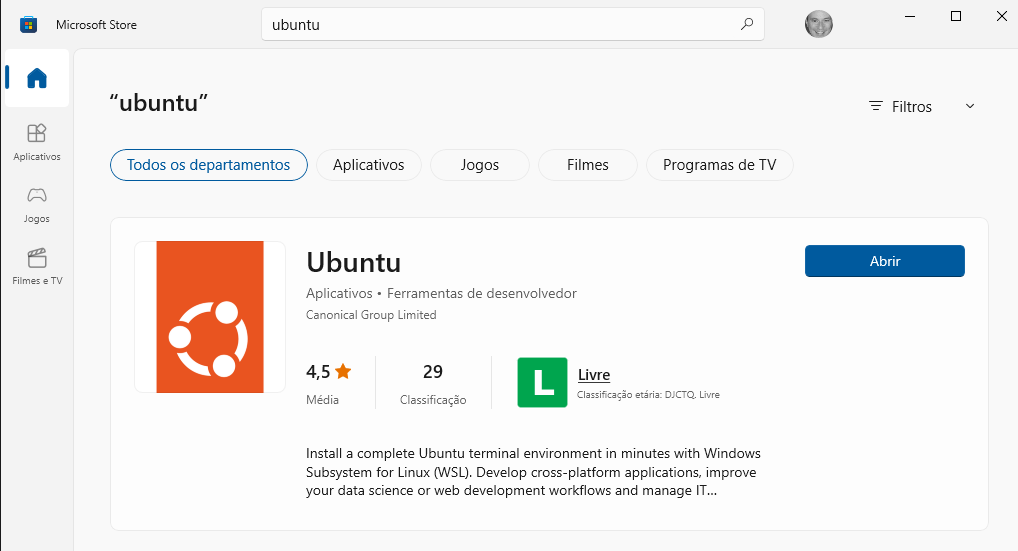 Microsoft Store
ubuntu
Aplicativos
Jogos
Filmes e TV
“ubuntu”
Filtros
Todos os departamentos
Aplicativos
Jogos
Filmes
Programas de TV
Ubuntu
Abrir
Aplicativos • Ferramentas de desenvolvedor
Canonical Group Limited
4,5
Média
29
Classificação
L
Livre
Classificação etária: DJCTQ, Livre
Install a complete Ubuntu terminal environment in minutes with Windows
Subsystem for Linux (WSL). Develop cross-platform applications, improve
your data science or web development workflows and manage IT...